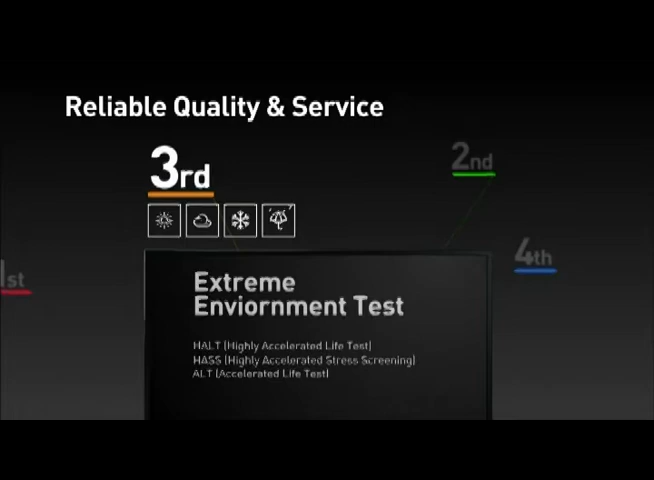 Reliable Quality & Service
3rd
2nd
4th
1st
Extreme
Enviornment Test
HALT (Highly Accelerated Life Test)
HASS (Highly Accelerated Stress Screening)
ALT (Accelerated Life Test)